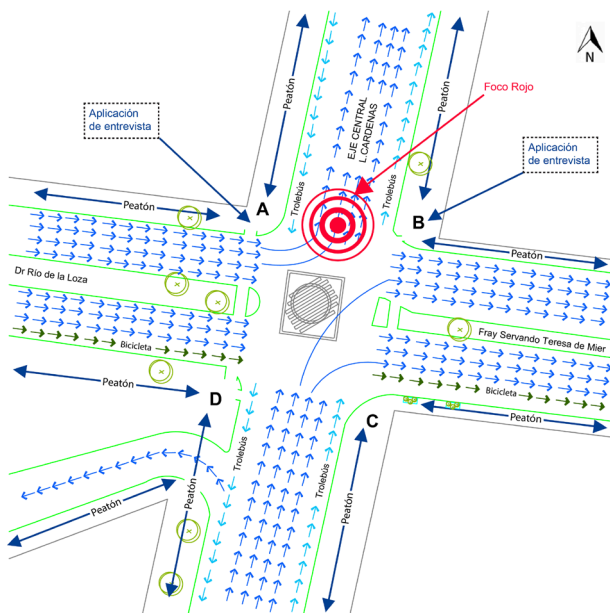 Peatón
Trolebús
EJE CENTRAL
L.CARDENAS
Trolebús
Peatón
N
Foco Rojo
Aplicación
de entrevista
Aplicación
de entrevista
Peatón
A
B
Peatón
Dr Río de la Loza
Fray Servando Teresa de Mier
Bicicleta
Peatón
Bicicleta
Peatón
D
C
Trolebús
Trolebús
Peatón
Peatón
Peatón